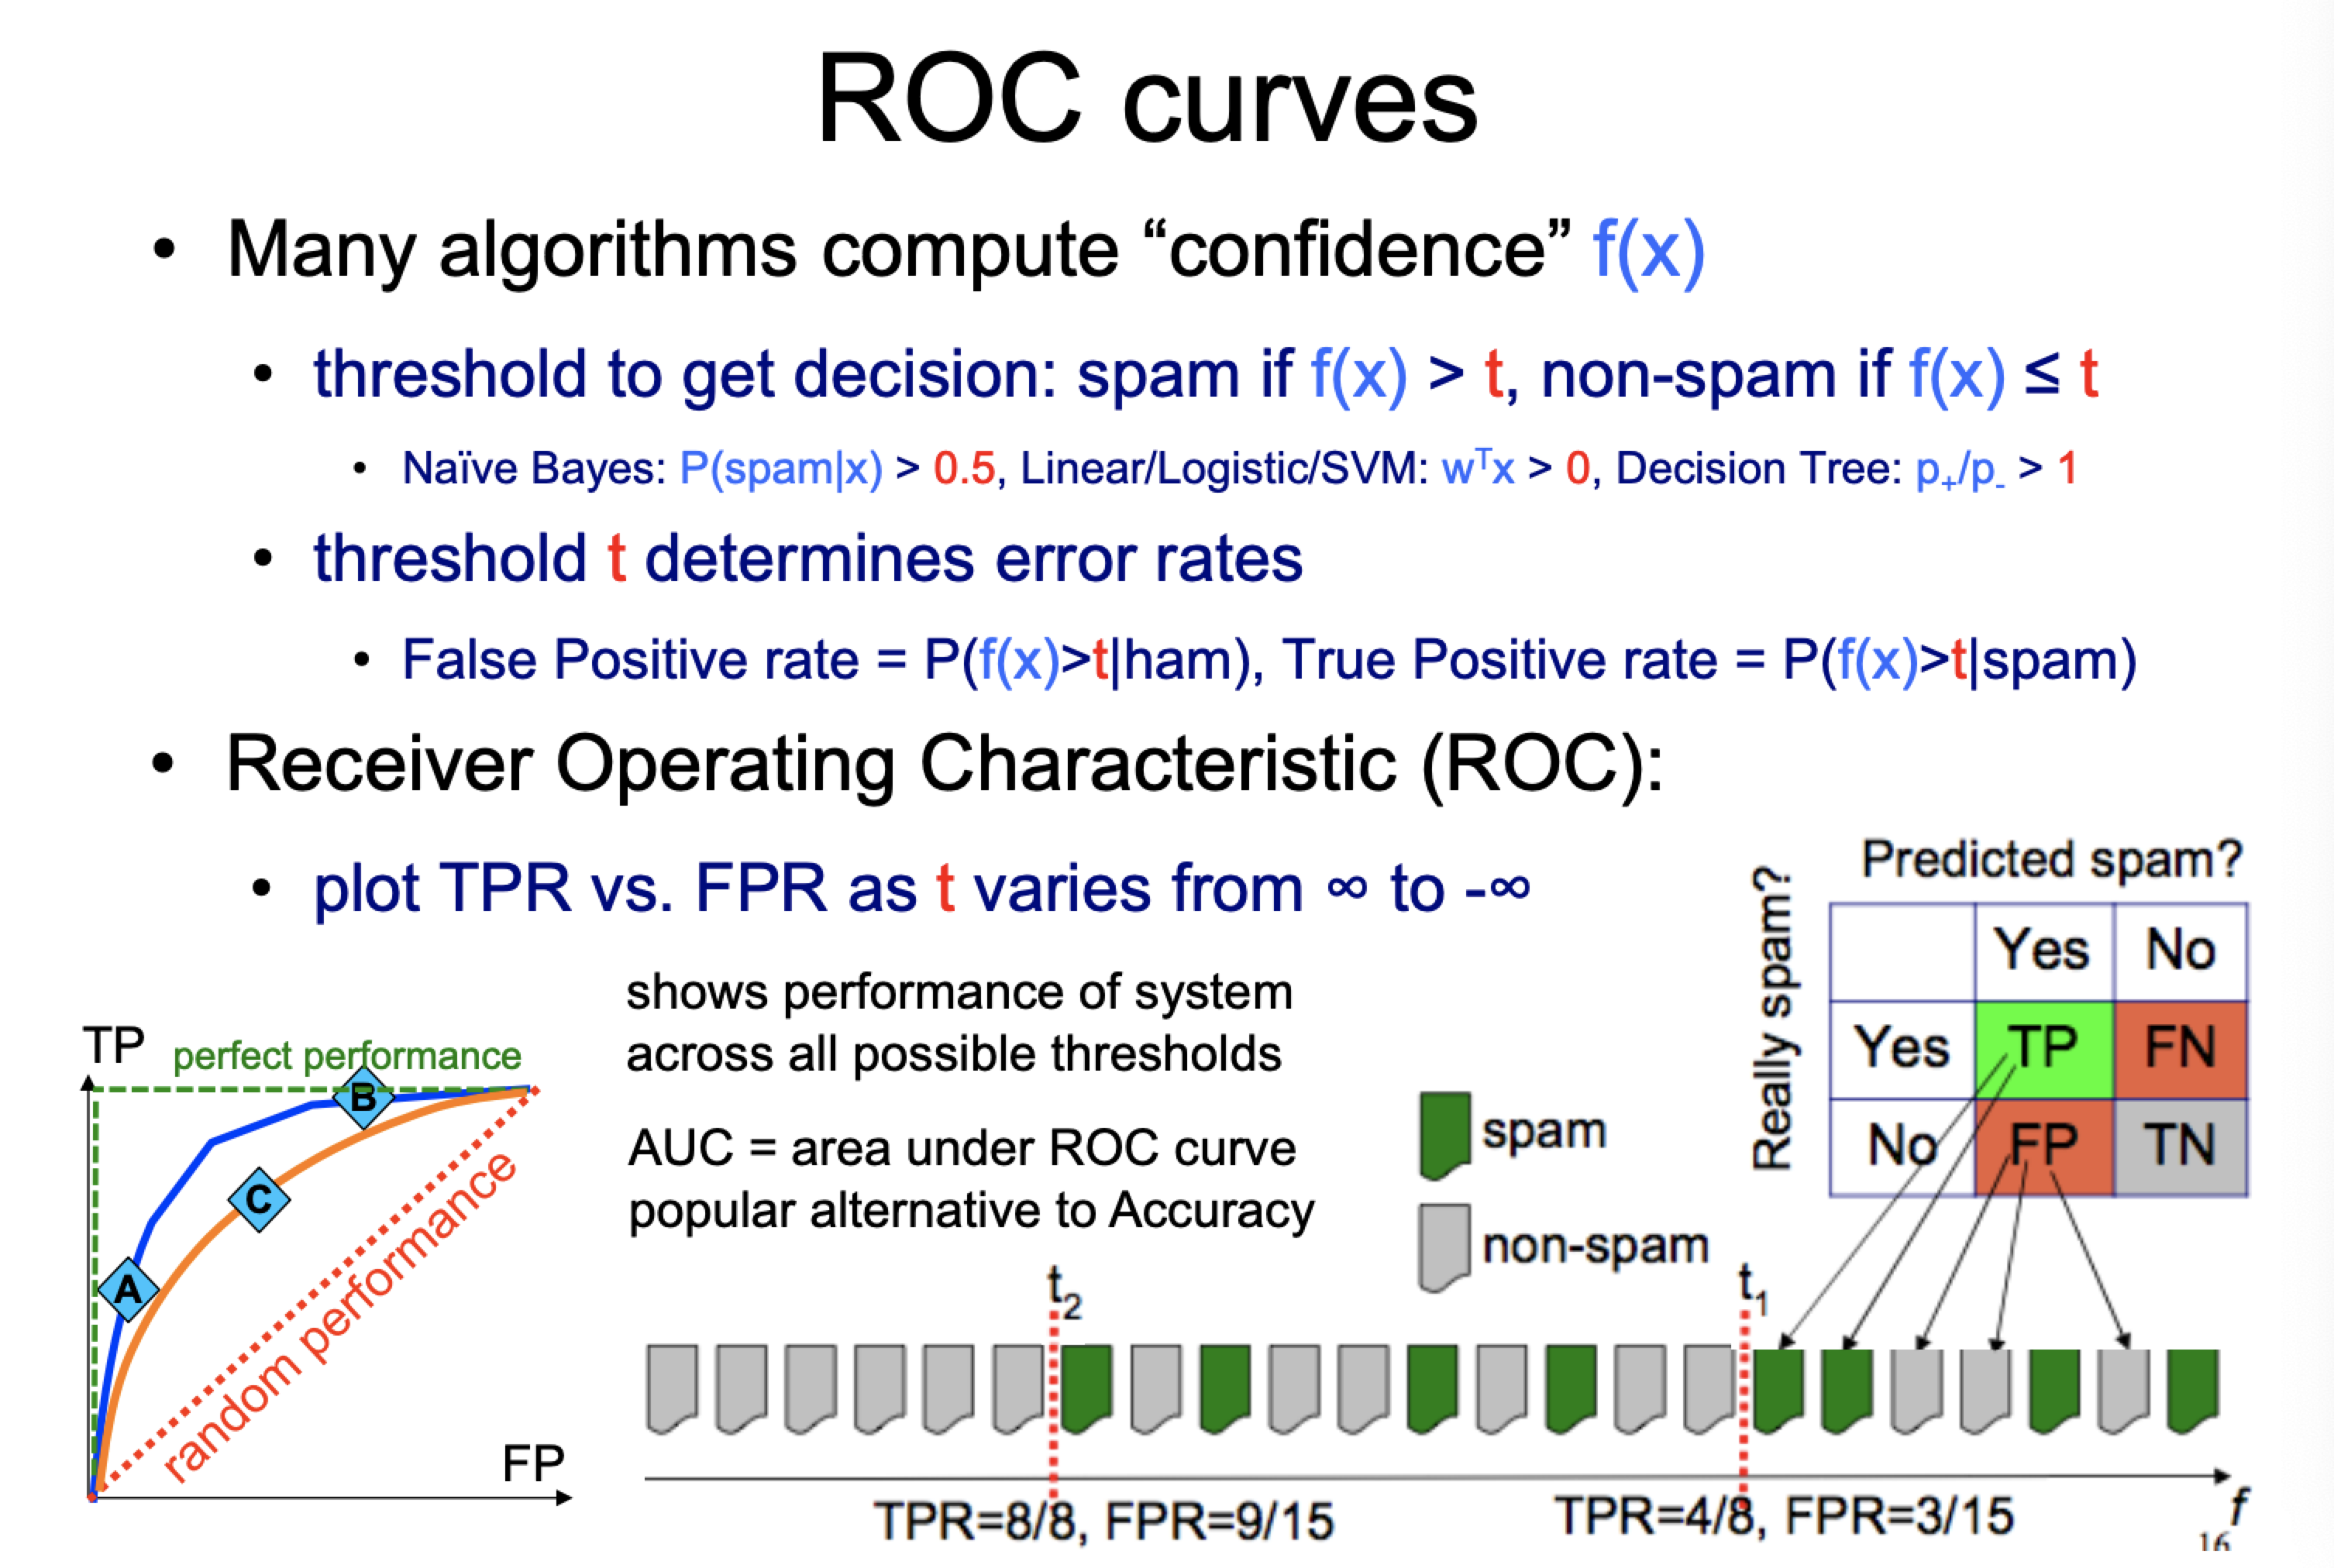 ROC curves
• Many algorithms compute “confidence” f(x)
• threshold to get decision: spam if f(x) > t, non-spam if f(x) ≤ t
• Naïve Bayes: P(spam|x) > 0.5, Linear/Logistic/SVM: wᵀx > 0, Decision Tree: p₊/p₋ > 1
• threshold t determines error rates
• False Positive rate = P(f(x)>t|ham), True Positive rate = P(f(x)>t|spam)
• Receiver Operating Characteristic (ROC):
• plot TPR vs. FPR as t varies from ∞ to -∞
TP
perfect performance
B
C
A
random performance
FP
shows performance of system
across all possible thresholds
AUC = area under ROC curve
popular alternative to Accuracy
spam
non-spam
Predicted spam?
Really spam?
Yes No
Yes TP FN
No FP TN
t₂
t₁
TPR=8/8, FPR=9/15
TPR=4/8, FPR=3/15
f
16